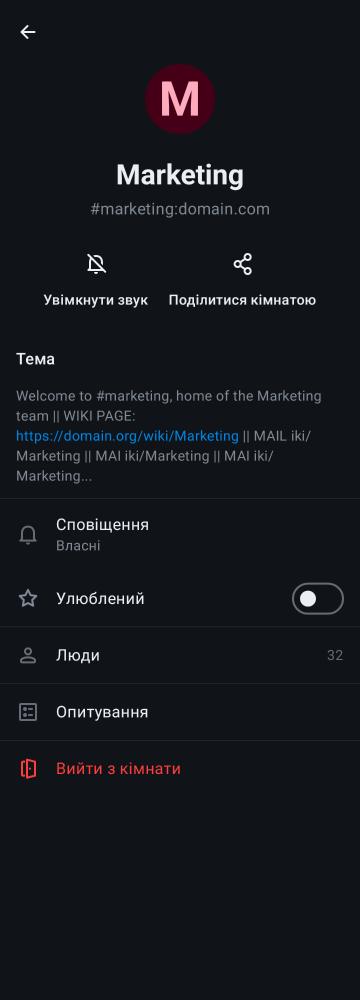 M
Marketing
#marketing:domain.com
Увімкнути звук
Поділитися кімнатою
Тема
Welcome to #marketing, home of the Marketing
team || WIKI PAGE:
https://domain.org/wiki/Marketing || MAIL iki/
Marketing || MAI iki/Marketing || MAI iki/
Marketing...
Сповіщення
Власні
Улюблений
Люди
32
Опитування
Вийти з кімнати